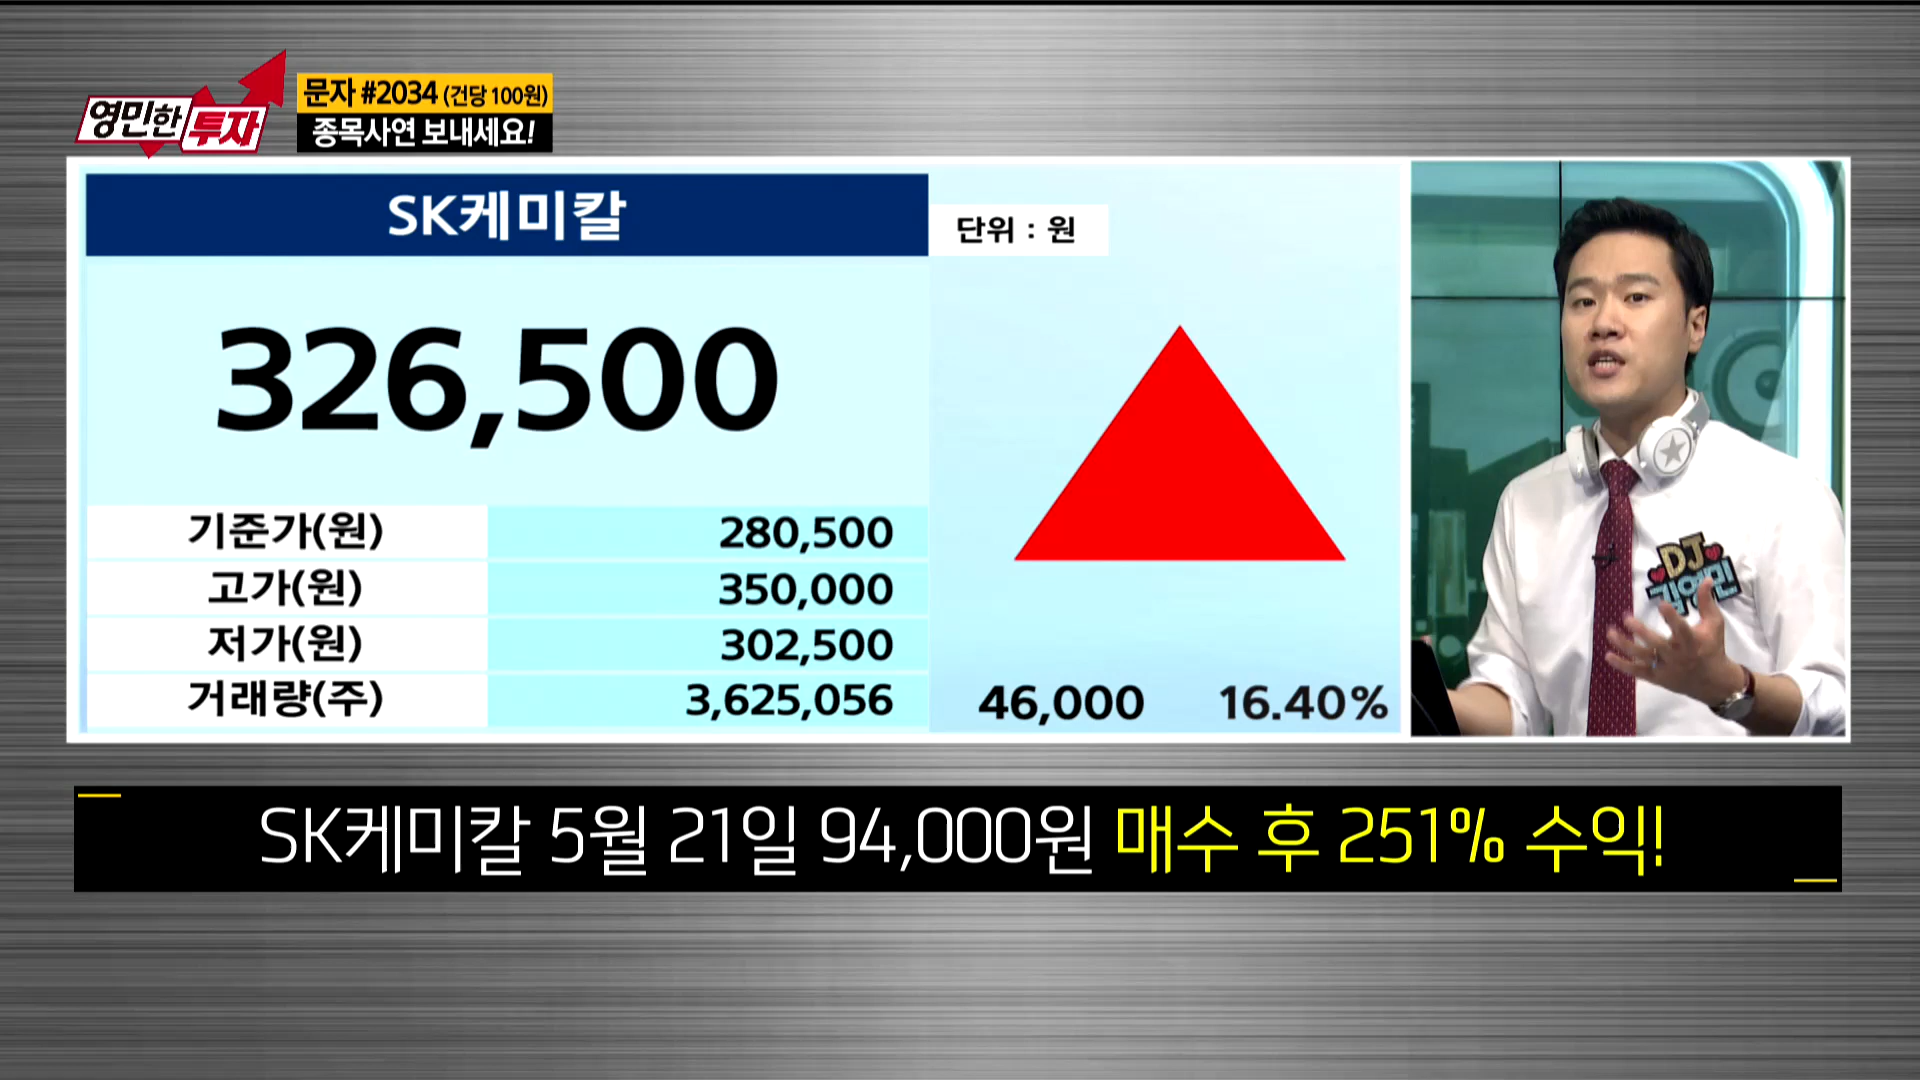 영민한 투자
문자 #2034 (건당 100원)
종목사연 보내세요!
SK케미칼
단위 : 원
326,500
기준가(원) 280,500
고가(원) 350,000
저가(원) 302,500
거래량(주) 3,625,056
46,000 16.40%
DJ
김영민
SK케미칼 5월 21일 94,000원 매수 후 251% 수익!